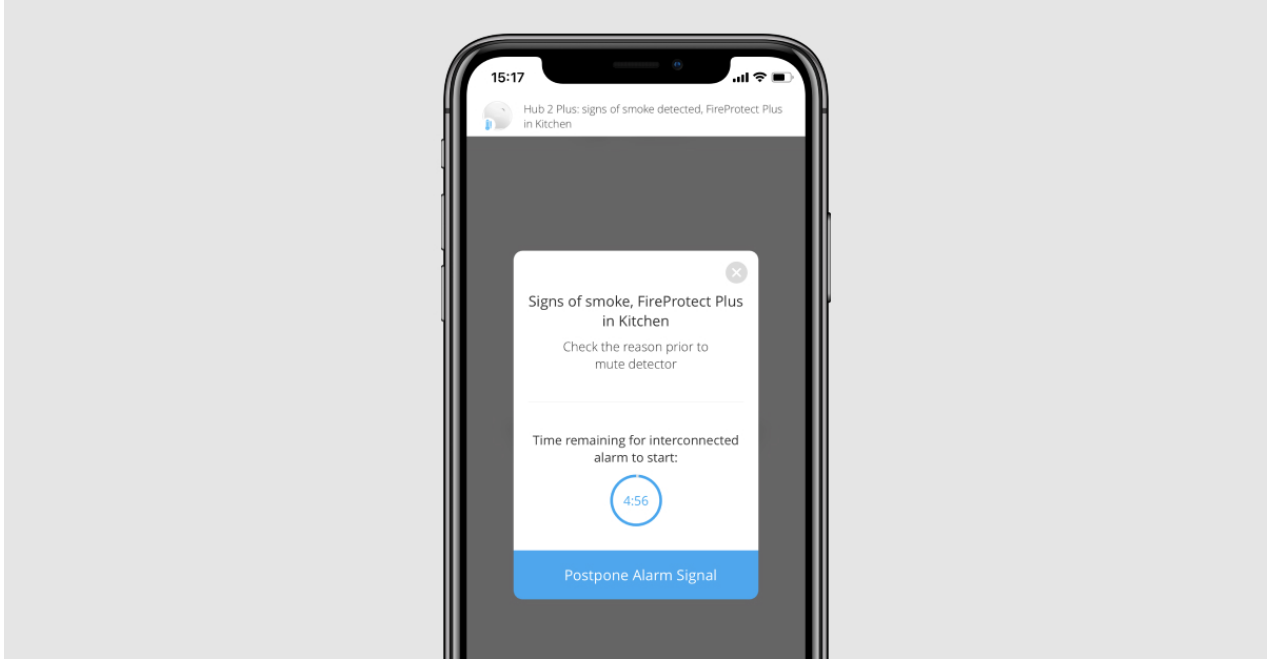 15:17
Hub 2 Plus: signs of smoke detected, FireProtect Plus
in Kitchen
Signs of smoke, FireProtect Plus
in Kitchen
Check the reason prior to
mute detector
Time remaining for interconnected
alarm to start:
4:56
Postpone Alarm Signal